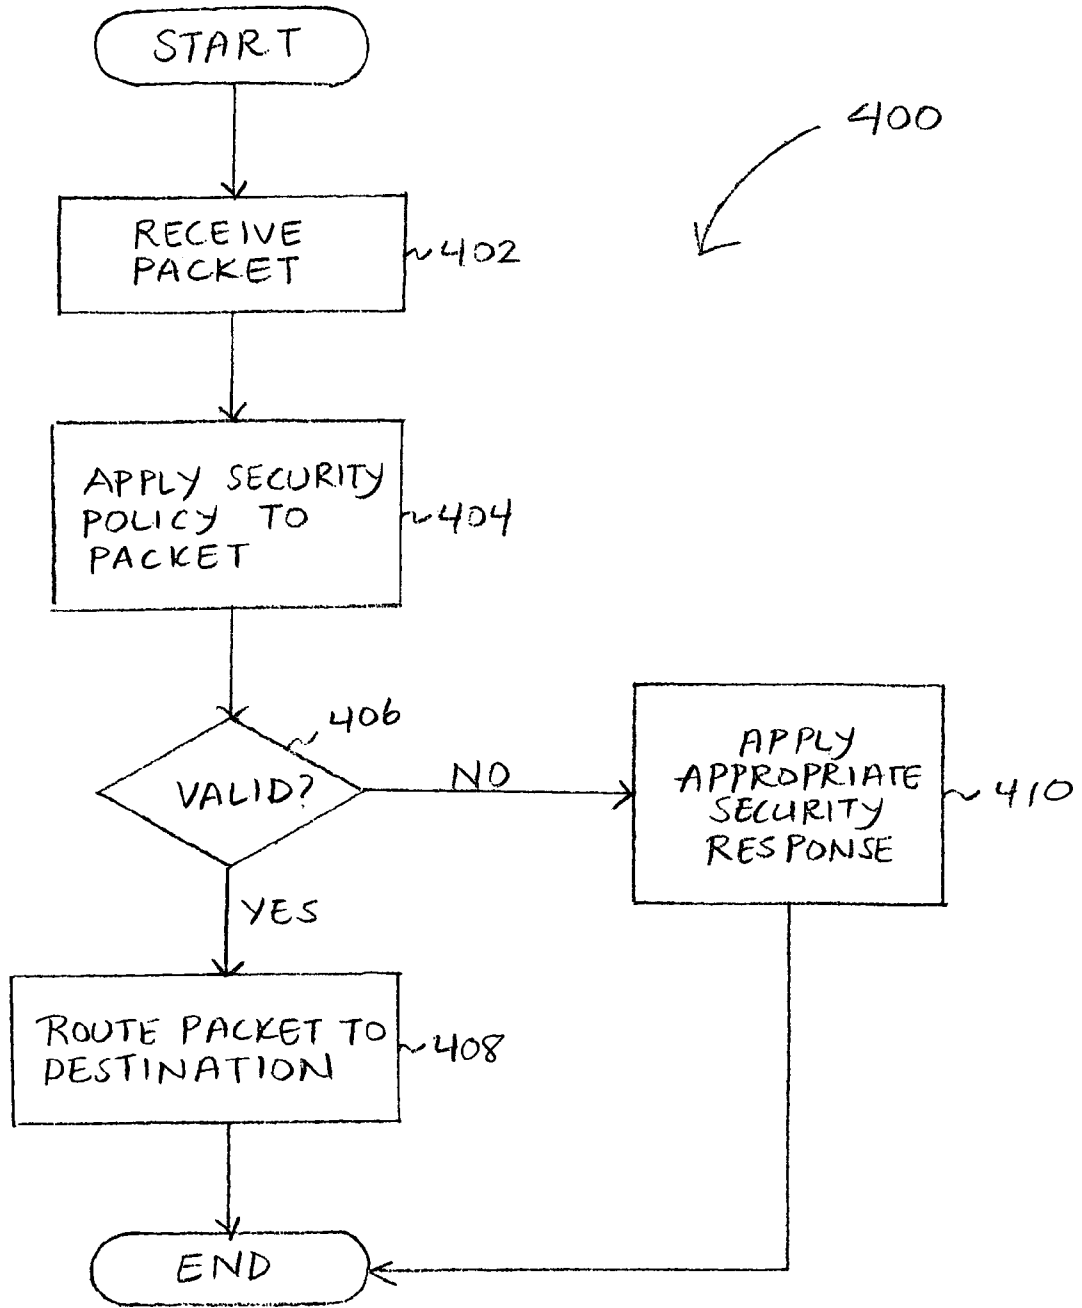 START
400
RECEIVE
PACKET
402
APPLY SECURITY
POLICY TO
PACKET
404
406
VALID?
NO
APPLY
APPROPRIATE
SECURITY
RESPONSE
410
YES
ROUTE PACKET TO
DESTINATION
408
END